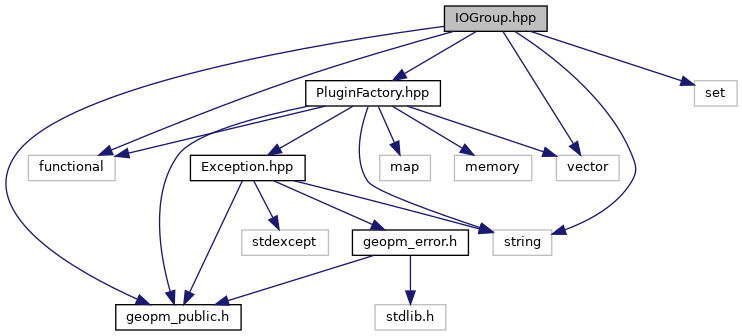 IOGroup.hpp
PluginFactory.hpp
set
functional
Exception.hpp
map
memory
vector
stdexcept
geopm_error.h
string
geopm_public.h
stdlib.h